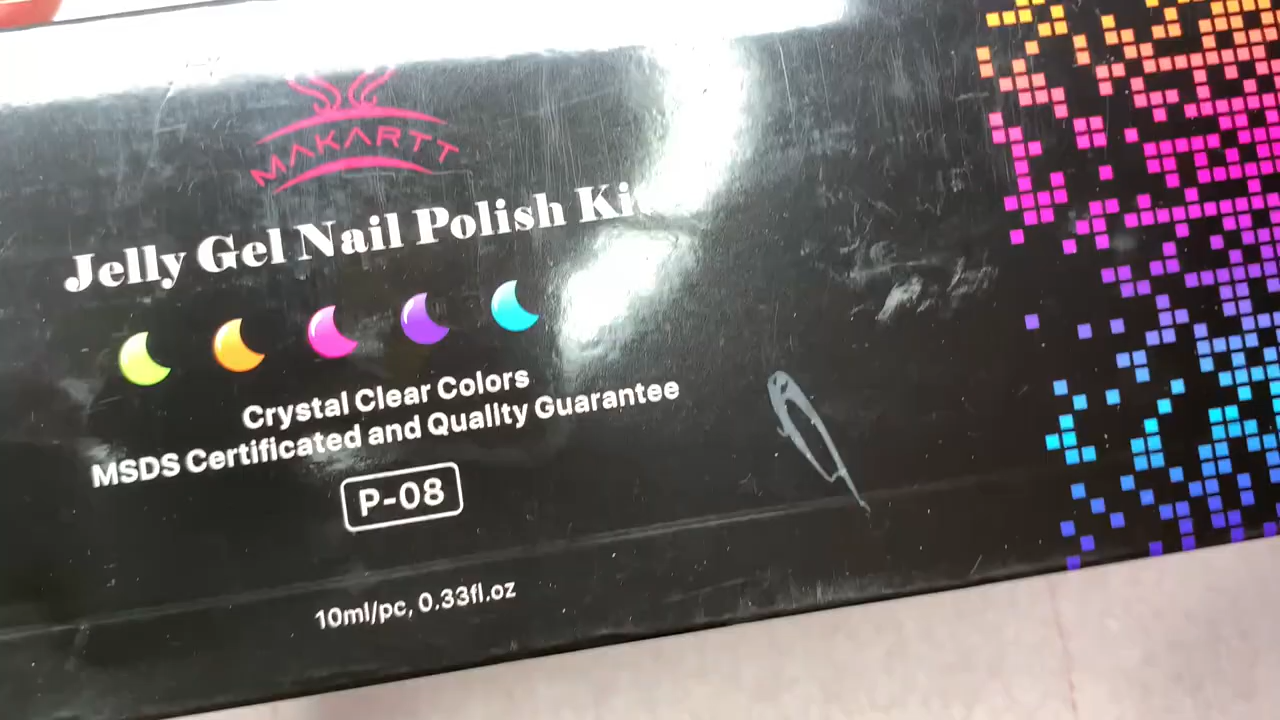 MAKARTT
Jelly Gel Nail Polish Ki
Crystal Clear Colors
MSDS Certificated and Quality Guarantee
P-08
10ml/pc, 0.33fl.oz